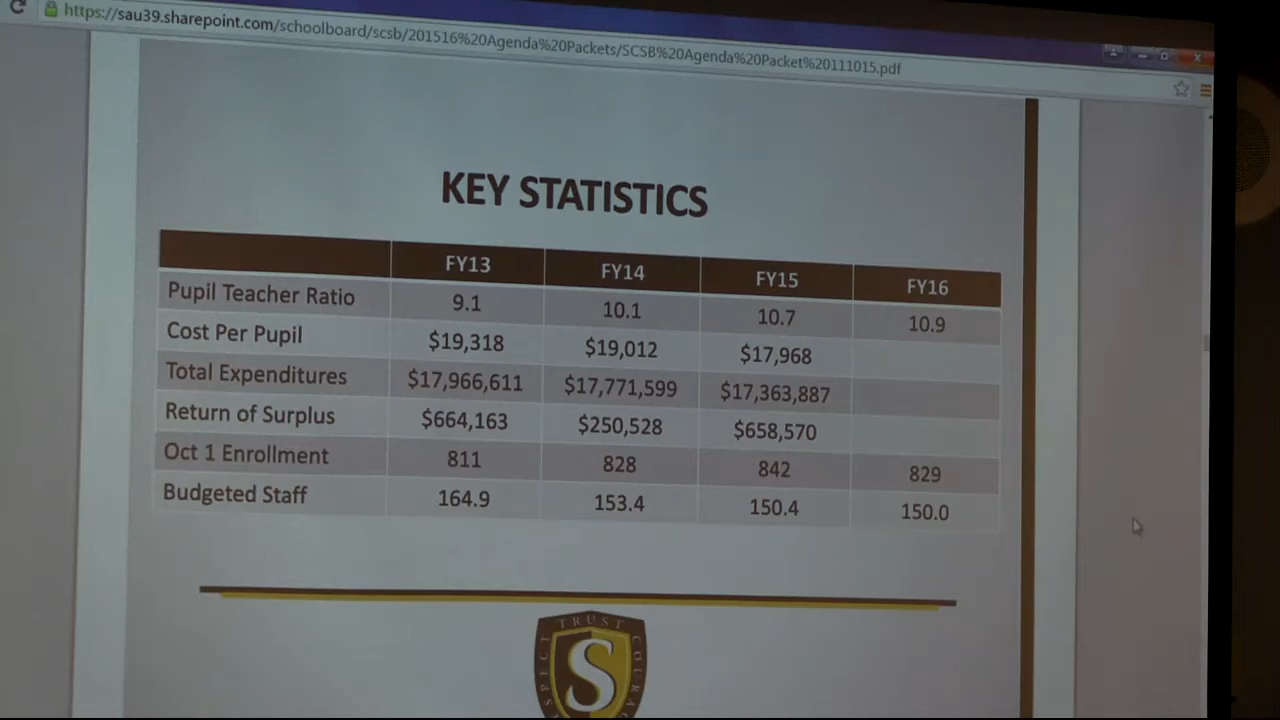 https://sau39.sharepoint.com/schoolboard/scsb/201516%20Agenda%20Packets/SCSB%20Agenda%20Packet%20111015.pdf
KEY STATISTICS
FY13 FY14 FY15 FY16
Pupil Teacher Ratio 9.1 10.1 10.7 10.9
Cost Per Pupil $19,318 $19,012 $17,968
Total Expenditures $17,966,611 $17,771,599 $17,363,887
Return of Surplus $664,163 $250,528 $658,570
Oct 1 Enrollment 811 828 842 829
Budgeted Staff 164.9 153.4 150.4 150.0
TRUST
S